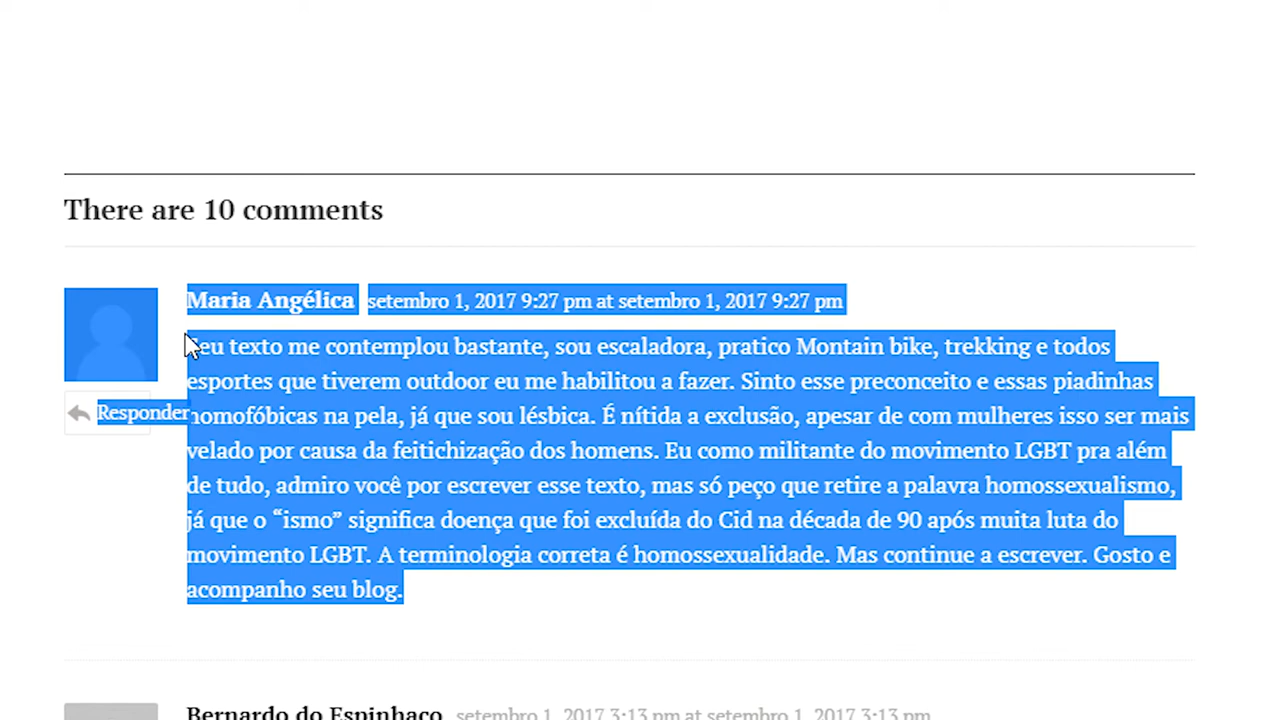 There are 10 comments
Maria Angélica setembro 1, 2017 9:27 pm at setembro 1, 2017 9:27 pm
Seu texto me contemplou bastante, sou escaladora, pratico Montain bike, trekking e todos
esportes que tiverem outdoor eu me habilitou a fazer. Sinto esse preconceito e essas piadinhas
Responder
homofóbicas na pela, já que sou lésbica. É nítida a exclusão, apesar de com mulheres isso ser mais
velado por causa da feitichização dos homens. Eu como militante do movimento LGBT pra além
de tudo, admiro você por escrever esse texto, mas só peço que retire a palavra homossexualismo,
já que o “ismo” significa doença que foi excluída do Cid na década de 90 após muita luta do
movimento LGBT. A terminologia correta é homossexualidade. Mas continue a escrever. Gosto e
acompanho seu blog.
Bernardo do Espinhaço setembro 1, 2017 3:13 pm at setembro 1, 2017 3:13 pm